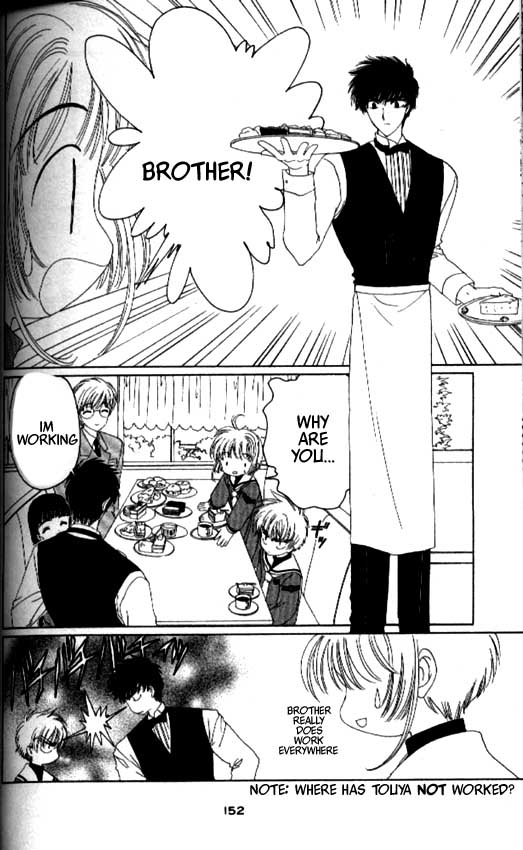 BROTHER!
WHY
ARE
YOU...
IM
WORKING
BROTHER
REALLY
DOES
WORK
EVERYWHERE
NOTE: WHERE HAS TOUYA NOT WORKED?
152